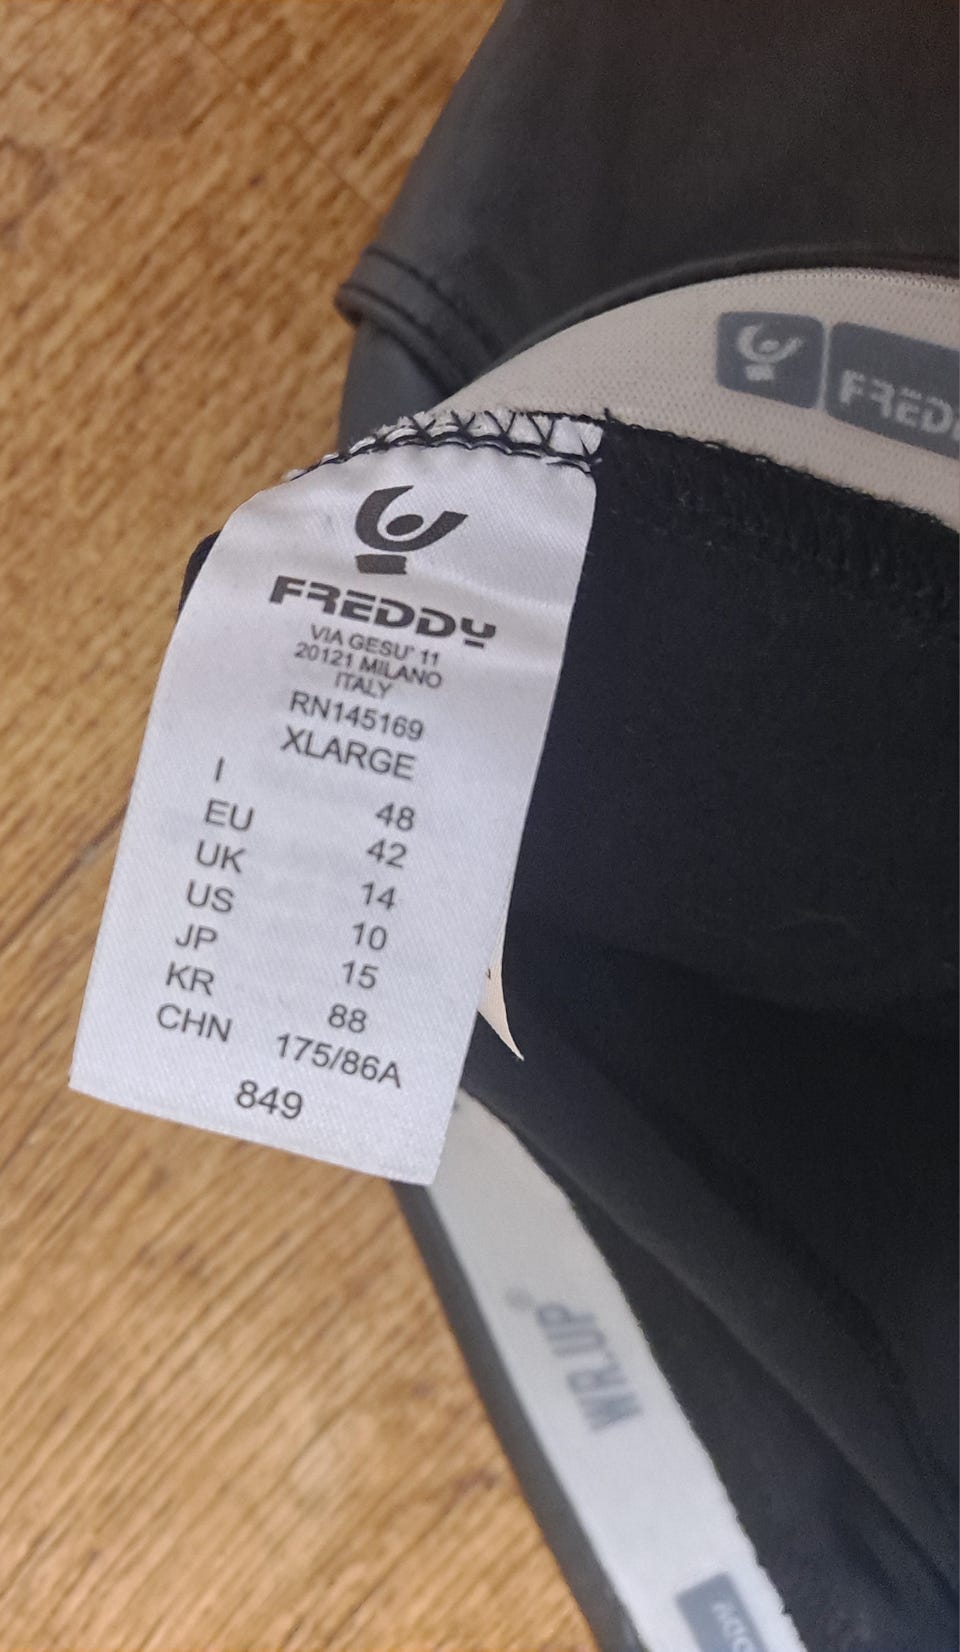 FRED
FREDDY
VIA GESU' 11
20121 MILANO
ITALY
RN145169
XLARGE
I 48
EU 42
UK 14
US 10
JP 15
KR 88
CHN 175/86A
849
WR.UP®